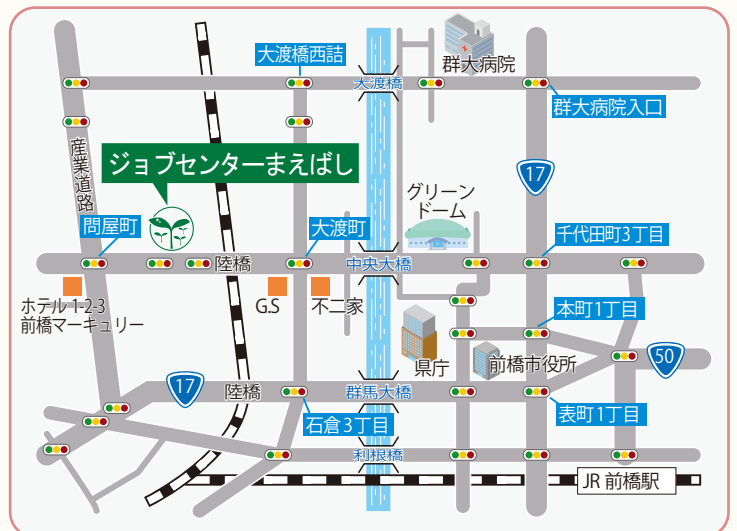 群大病院
大渡橋西詰
大渡橋
群大病院入口
産業道路
ジョブセンターまえばし
17
グリーン
ドーム
問屋町
大渡町
千代田町3丁目
陸橋
中央大橋
ホテル 1-2-3
前橋マーキュリー
G.S
不二家
本町1丁目
県庁
前橋市役所
50
17
陸橋
群馬大橋
石倉3丁目
表町1丁目
利根橋
JR 前橋駅